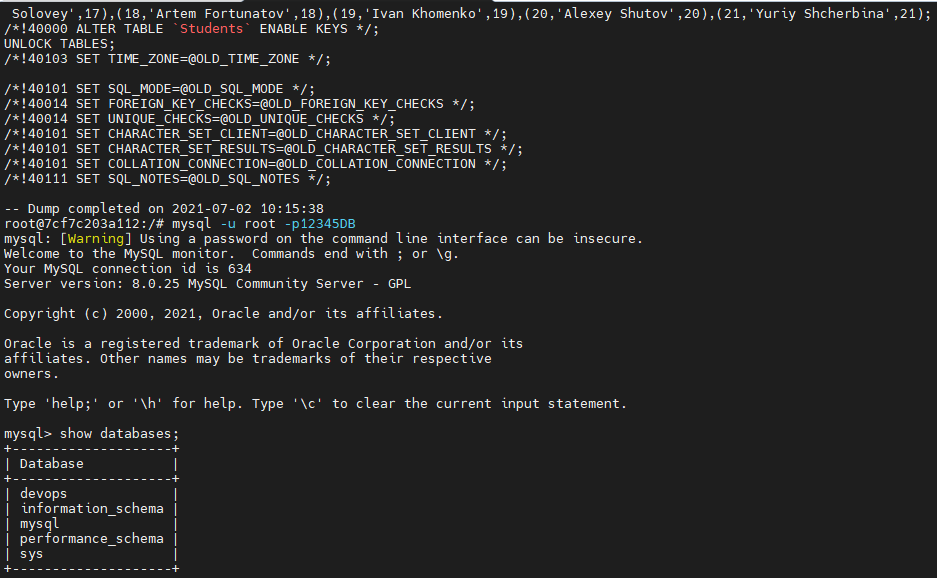 Solovey',17),(18,'Artem Fortunatov',18),(19,'Ivan Khomenko',19),(20,'Alexey Shutov',20),(21,'Yuriy Shcherbina',21);
/*!40000 ALTER TABLE `Students` ENABLE KEYS */;
UNLOCK TABLES;
/*!40103 SET TIME_ZONE=@OLD_TIME_ZONE */;

/*!40101 SET SQL_MODE=@OLD_SQL_MODE */;
/*!40014 SET FOREIGN_KEY_CHECKS=@OLD_FOREIGN_KEY_CHECKS */;
/*!40014 SET UNIQUE_CHECKS=@OLD_UNIQUE_CHECKS */;
/*!40101 SET CHARACTER_SET_CLIENT=@OLD_CHARACTER_SET_CLIENT */;
/*!40101 SET CHARACTER_SET_RESULTS=@OLD_CHARACTER_SET_RESULTS */;
/*!40101 SET COLLATION_CONNECTION=@OLD_COLLATION_CONNECTION */;
/*!40111 SET SQL_NOTES=@OLD_SQL_NOTES */;

-- Dump completed on 2021-07-02 10:15:38
root@7cf7c203a112:/# mysql -u root -p12345DB
mysql: [Warning] Using a password on the command line interface can be insecure.
Welcome to the MySQL monitor.  Commands end with ; or \g.
Your MySQL connection id is 634
Server version: 8.0.25 MySQL Community Server - GPL

Copyright (c) 2000, 2021, Oracle and/or its affiliates.

Oracle is a registered trademark of Oracle Corporation and/or its
affiliates. Other names may be trademarks of their respective
owners.

Type 'help;' or '\h' for help. Type '\c' to clear the current input statement.

mysql> show databases;
+--------------------+
| Database           |
+--------------------+
| devops             |
| information_schema |
| mysql              |
| performance_schema |
| sys                |
+--------------------+